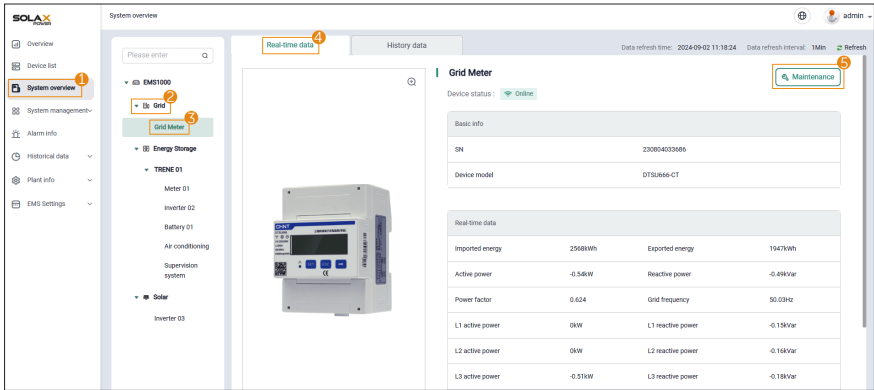 SOLAX
POWER
System overview
admin
Overview
Device list
System overview
System management
Alarm info
Historical data
Plant info
EMS Settings
1
Please enter
EMS1000
2
Grid
3
Grid Meter
Energy Storage
TRENE 01
Meter 01
Inverter 02
Battery 01
Air conditioning
Supervision
system
Solar
Inverter 03
4
Real-time data
History data
Data refresh time: 2024-09-02 11:18:24 Data refresh interval: 1Min Refresh
CHNT
Grid Meter
5
Maintenance
Device status : Online
Basic info
SN 230804033686
Device model DTSU666-CT
Real-time data
Imported energy 2568kWh Exported energy 1947kWh
Active power -0.54kW Reactive power -0.49kVar
Power factor 0.624 Grid frequency 50.03Hz
L1 active power 0kW L1 reactive power -0.15kVar
L2 active power 0kW L2 reactive power -0.16kVar
L3 active power -0.51kW L3 reactive power -0.18kVar